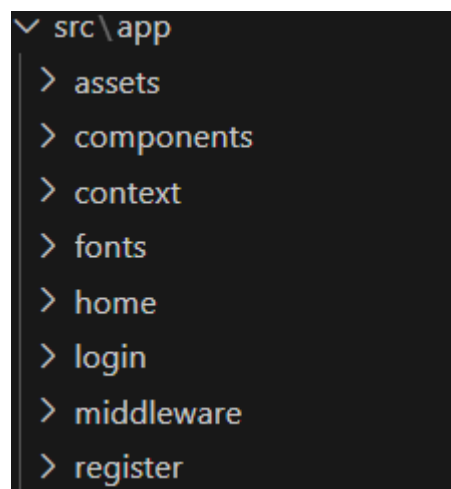 src\app
assets
components
context
fonts
home
login
middleware
register